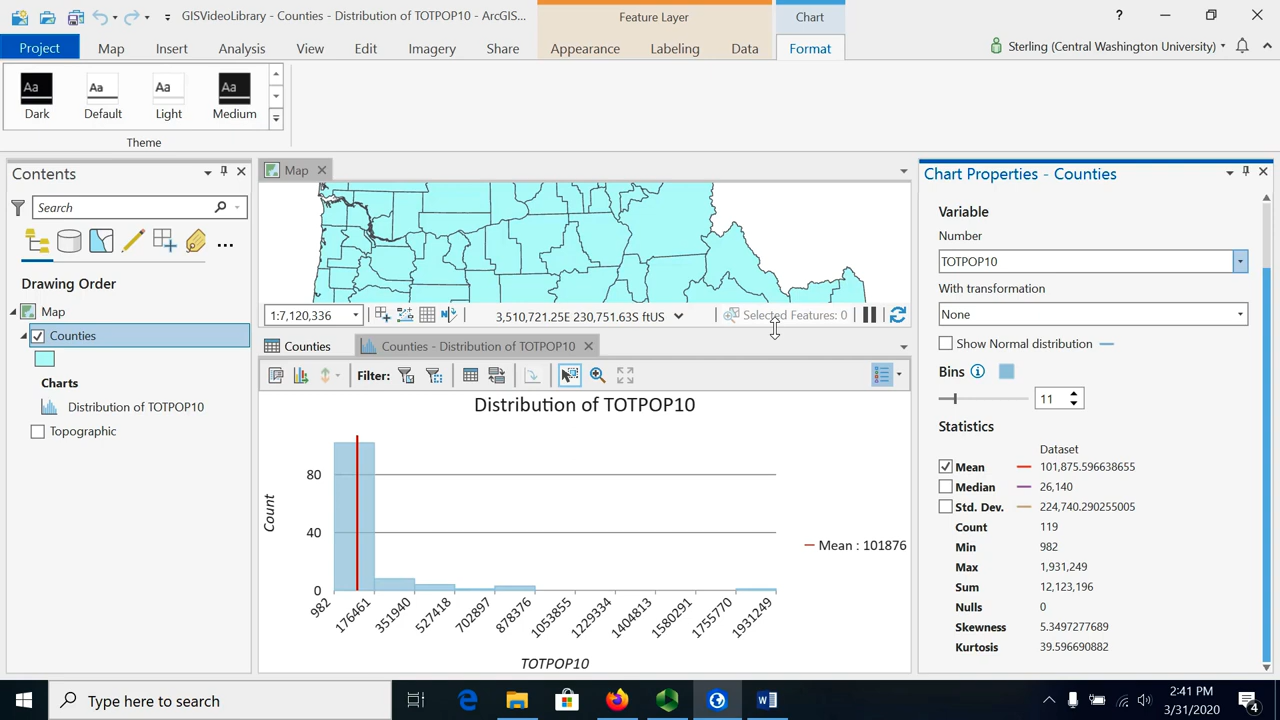 GISVideoLibrary - Counties - Distribution of TOTPOP10 - ArcGIS...
Feature Layer
Chart
?
Project
Map
Insert
Analysis
View
Edit
Imagery
Share
Appearance
Labeling
Data
Format
Sterling (Central Washington University)
Aa
Aa
Aa
Aa
Dark
Default
Light
Medium
Theme
Contents
Search
...
Drawing Order
Map
Counties
Charts
Distribution of TOTPOP10
Topographic
Map
1:7,120,336
3,510,721.25E 230,751.63S ftUS
Selected Features: 0
Counties
Counties - Distribution of TOTPOP10
Filter:
Distribution of TOTPOP10
Count
80
40
0
982
176461
351940
527418
702897
878376
1053855
1229334
1404813
1580291
1755770
1931249
TOTPOP10
Mean : 101876
Chart Properties - Counties
Variable
Number
TOTPOP10
With transformation
None
Show Normal distribution
Bins
11
Statistics
Dataset
Mean 101,875.596638655
Median 26,140
Std. Dev. 224,740.290255005
Count 119
Min 982
Max 1,931,249
Sum 12,123,196
Nulls 0
Skewness 5.3497277689
Kurtosis 39.596690882
Type here to search
2:41 PM
3/31/2020
4